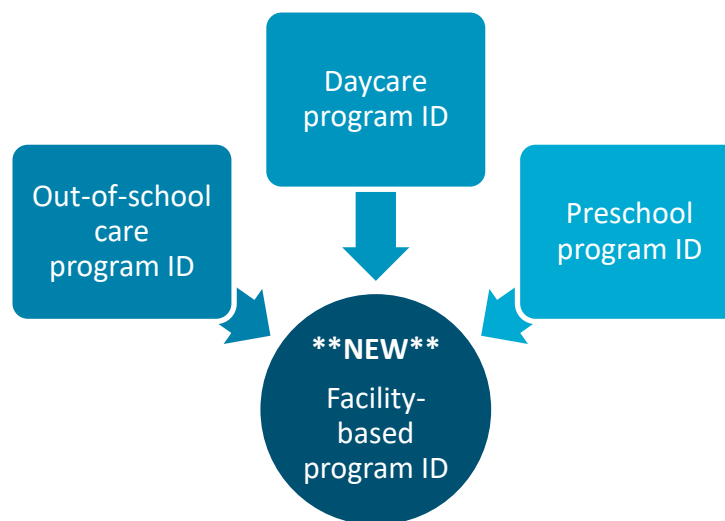 Daycare
program ID
Out-of-school
care
program ID
Preschool
program ID
**NEW**
Facility-
based
program ID